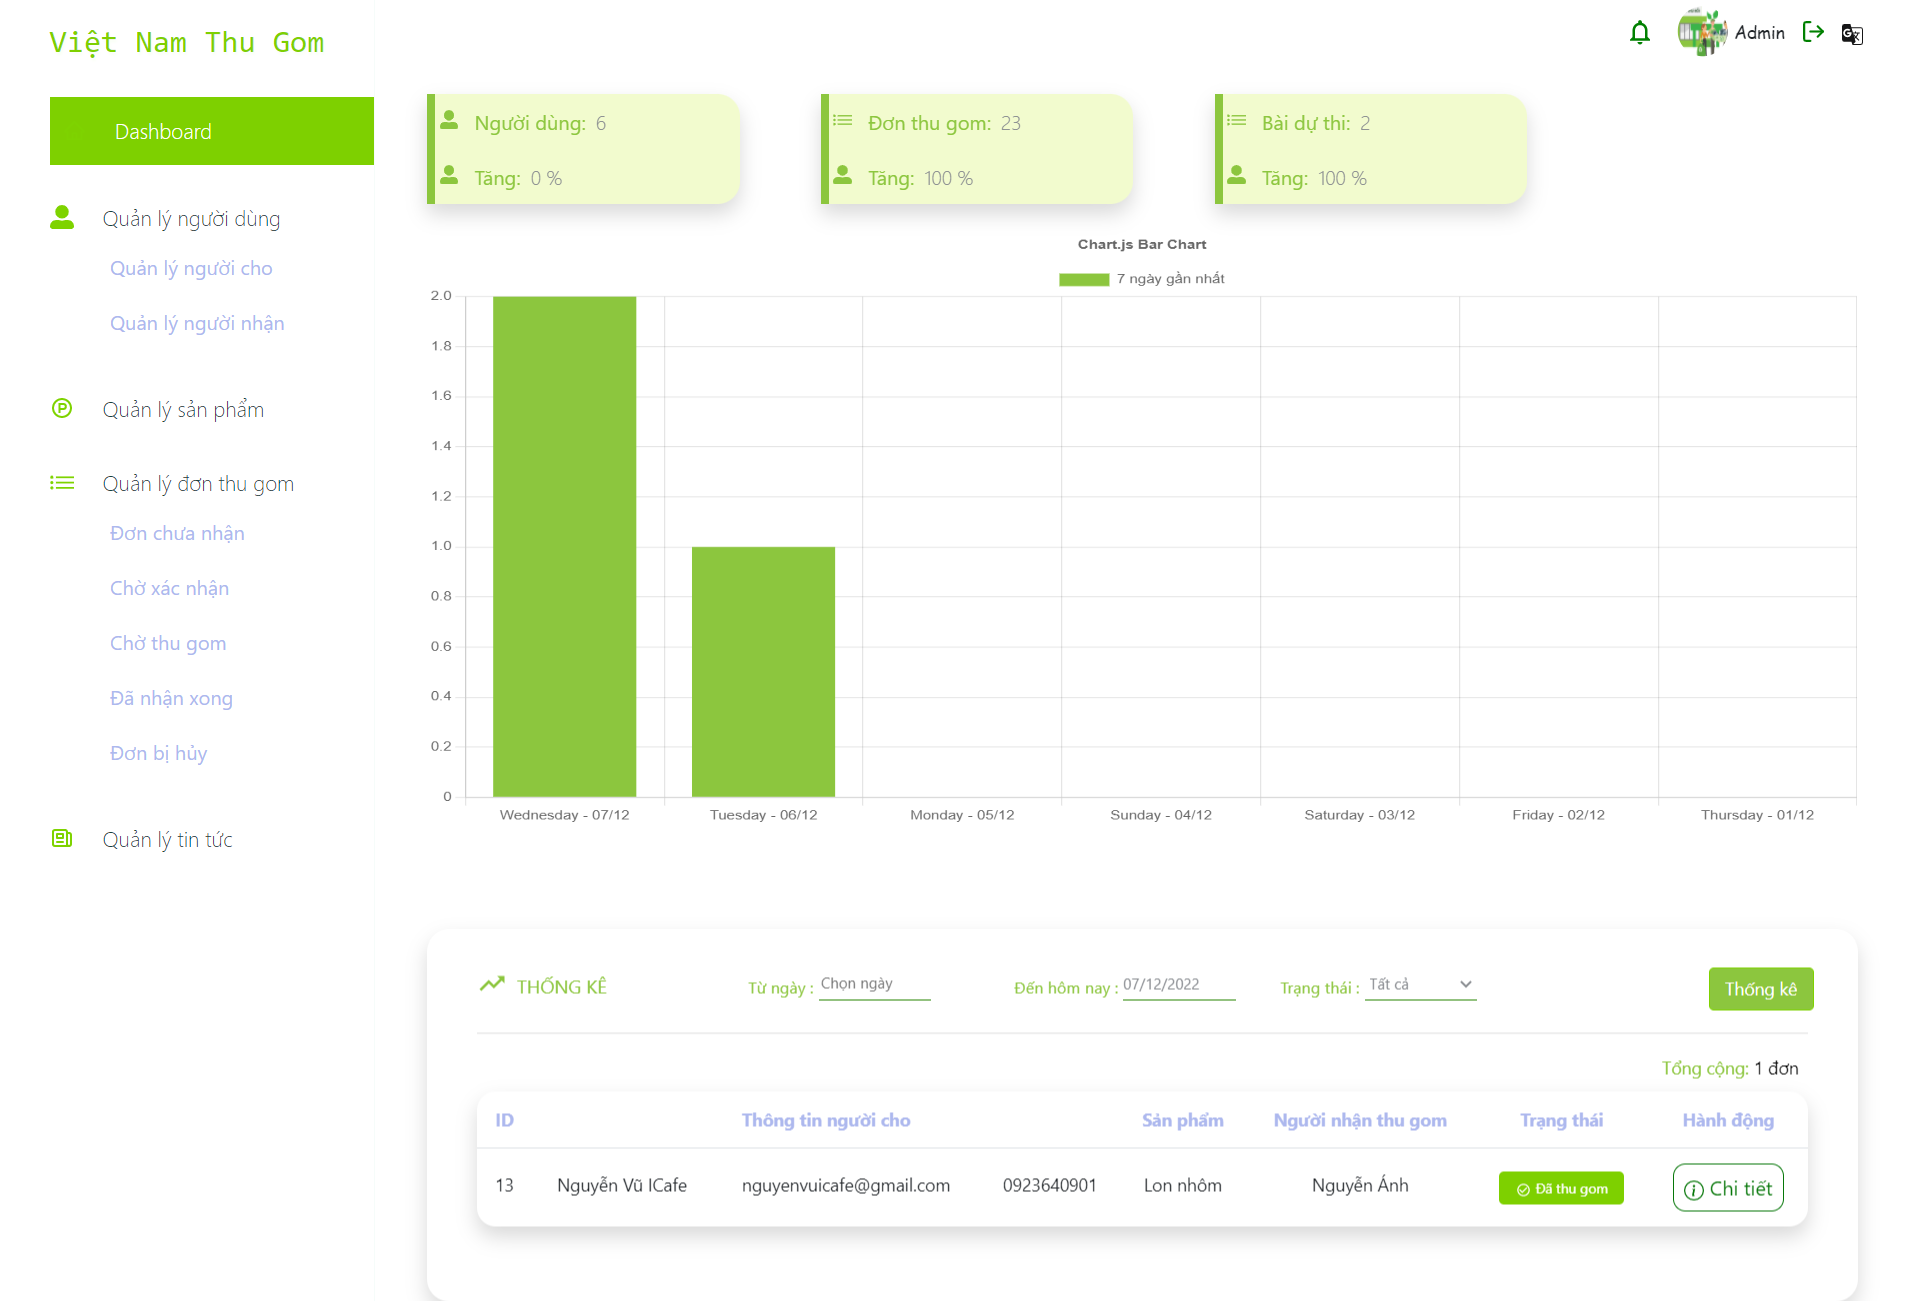 Việt Nam Thu Gom
Admin
Dashboard
Quản lý người dùng
Quản lý người cho
Quản lý người nhận
Quản lý sản phẩm
Quản lý đơn thu gom
Đơn chưa nhận
Chờ xác nhận
Chờ thu gom
Đã nhận xong
Đơn bị hủy
Quản lý tin tức
Người dùng: 6
Tăng: 0 %
Đơn thu gom: 23
Tăng: 100 %
Bài dự thi: 2
Tăng: 100 %
Chart.js Bar Chart
7 ngày gần nhất
2.0
1.8
1.6
1.4
1.2
1.0
0.8
0.6
0.4
0.2
0
Wednesday - 07/12 Tuesday - 06/12 Monday - 05/12 Sunday - 04/12 Saturday - 03/12 Friday - 02/12 Thursday - 01/12
THỐNG KÊ Từ ngày : Chọn ngày Đến hôm nay : 07/12/2022 Trạng thái : Tất cả Thống kê
Tổng cộng: 1 đơn
ID Thông tin người cho Sản phẩm Người nhận thu gom Trạng thái Hành động
13 Nguyễn Vũ ICafe nguyenvuicafe@gmail.com 0923640901 Lon nhôm Nguyễn Ánh Đã thu gom Chi tiết